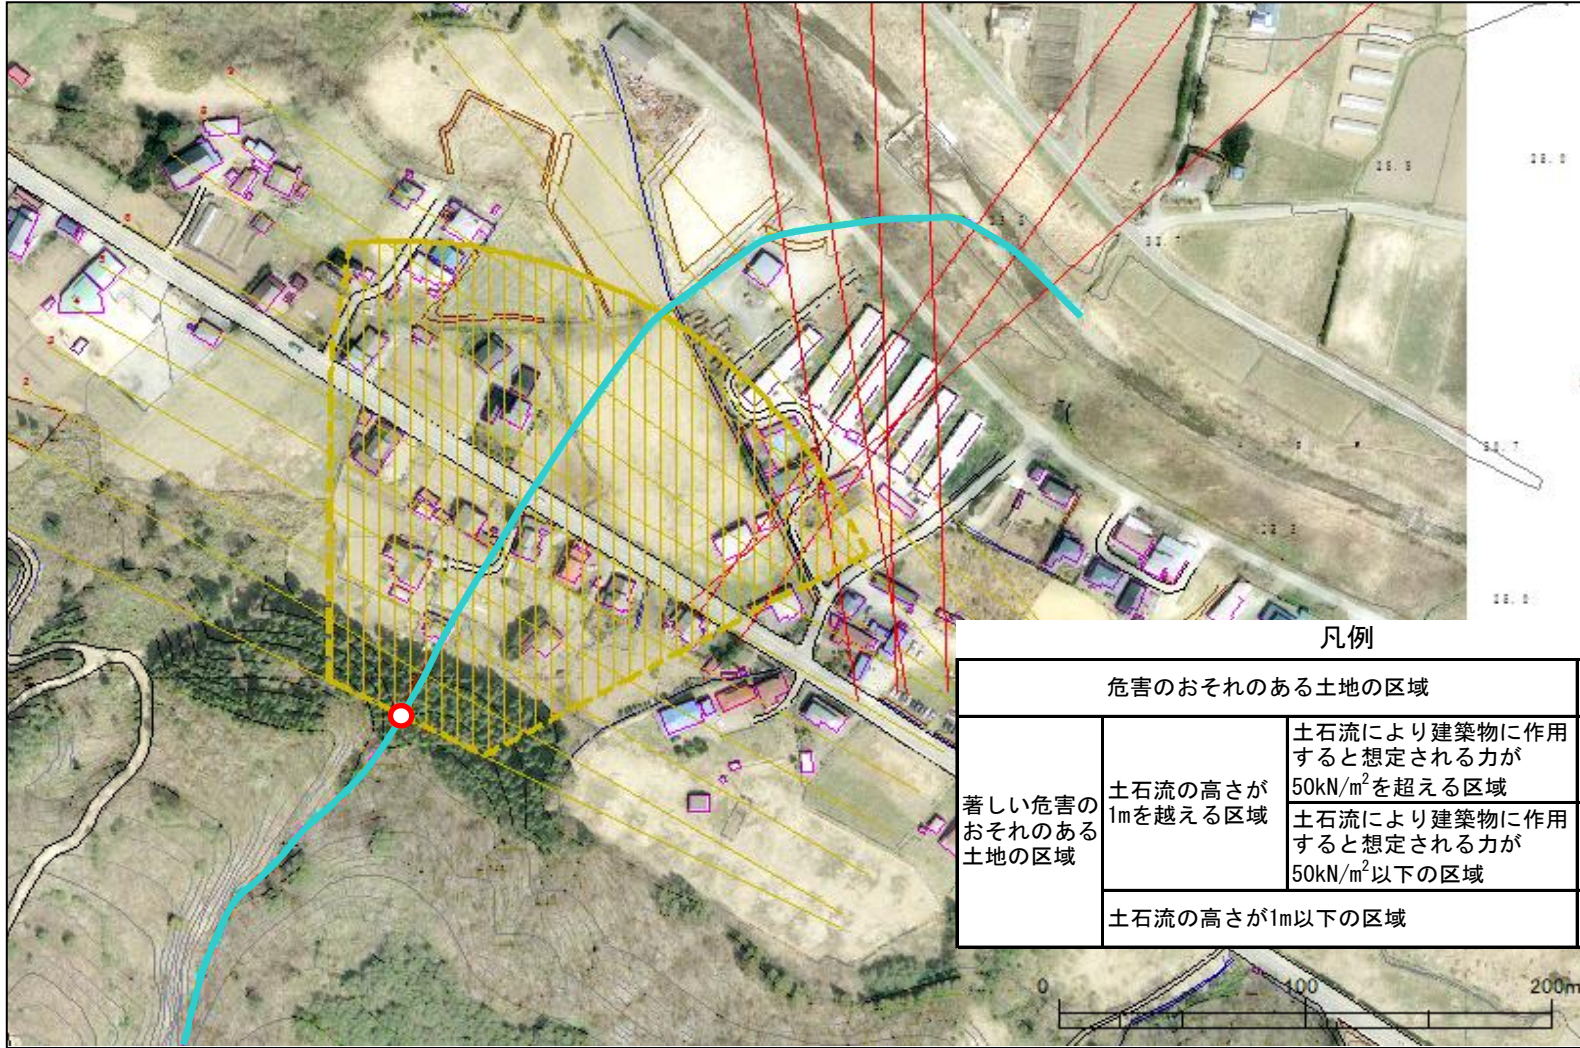 28.0
凡例
危害のおそれのある土地の区域
著しい危害の
おそれのある
土地の区域
土石流の高さが
1mを越える区域
土石流により建築物に作用
すると想定される力が
50kN/m²を超える区域
土石流により建築物に作用
すると想定される力が
50kN/m²以下の区域
土石流の高さが1m以下の区域
0
100
200m